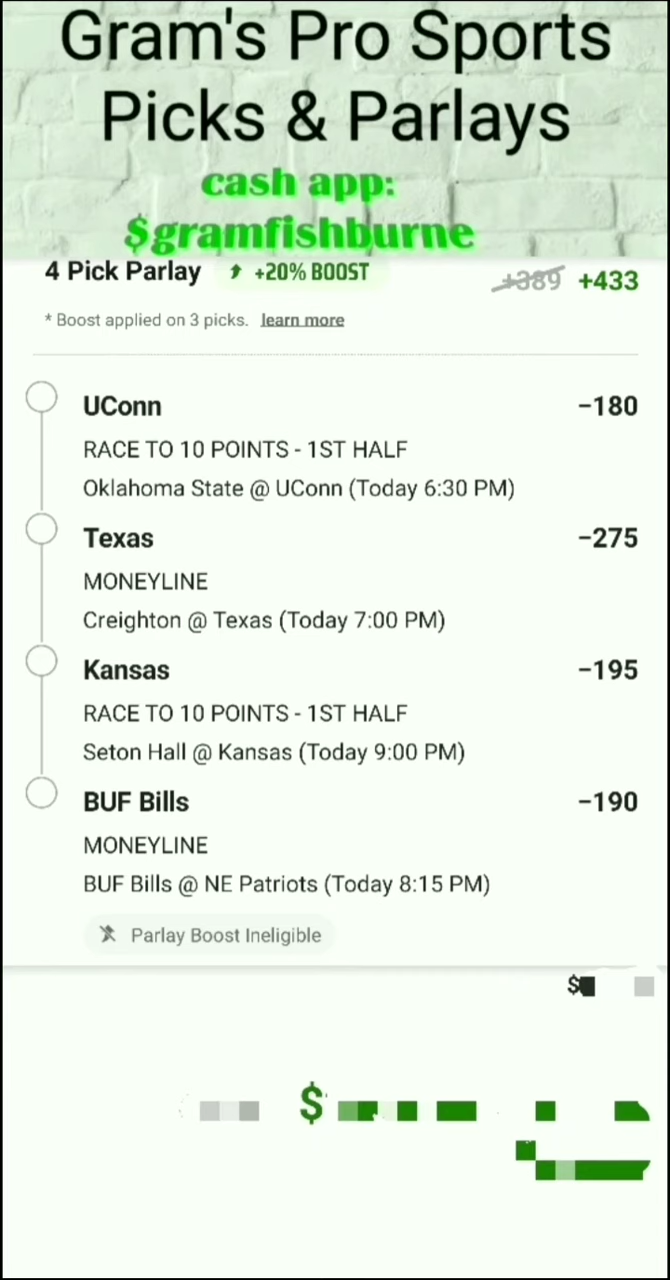 Gram's Pro Sports
Picks & Parlays
cash app:
$gramfishburne
4 Pick Parlay +20% BOOST +389 +433
* Boost applied on 3 picks. learn more
UConn −180
RACE TO 10 POINTS - 1ST HALF
Oklahoma State @ UConn (Today 6:30 PM)
Texas −275
MONEYLINE
Creighton @ Texas (Today 7:00 PM)
Kansas −195
RACE TO 10 POINTS - 1ST HALF
Seton Hall @ Kansas (Today 9:00 PM)
BUF Bills −190
MONEYLINE
BUF Bills @ NE Patriots (Today 8:15 PM)
Parlay Boost Ineligible
$
$